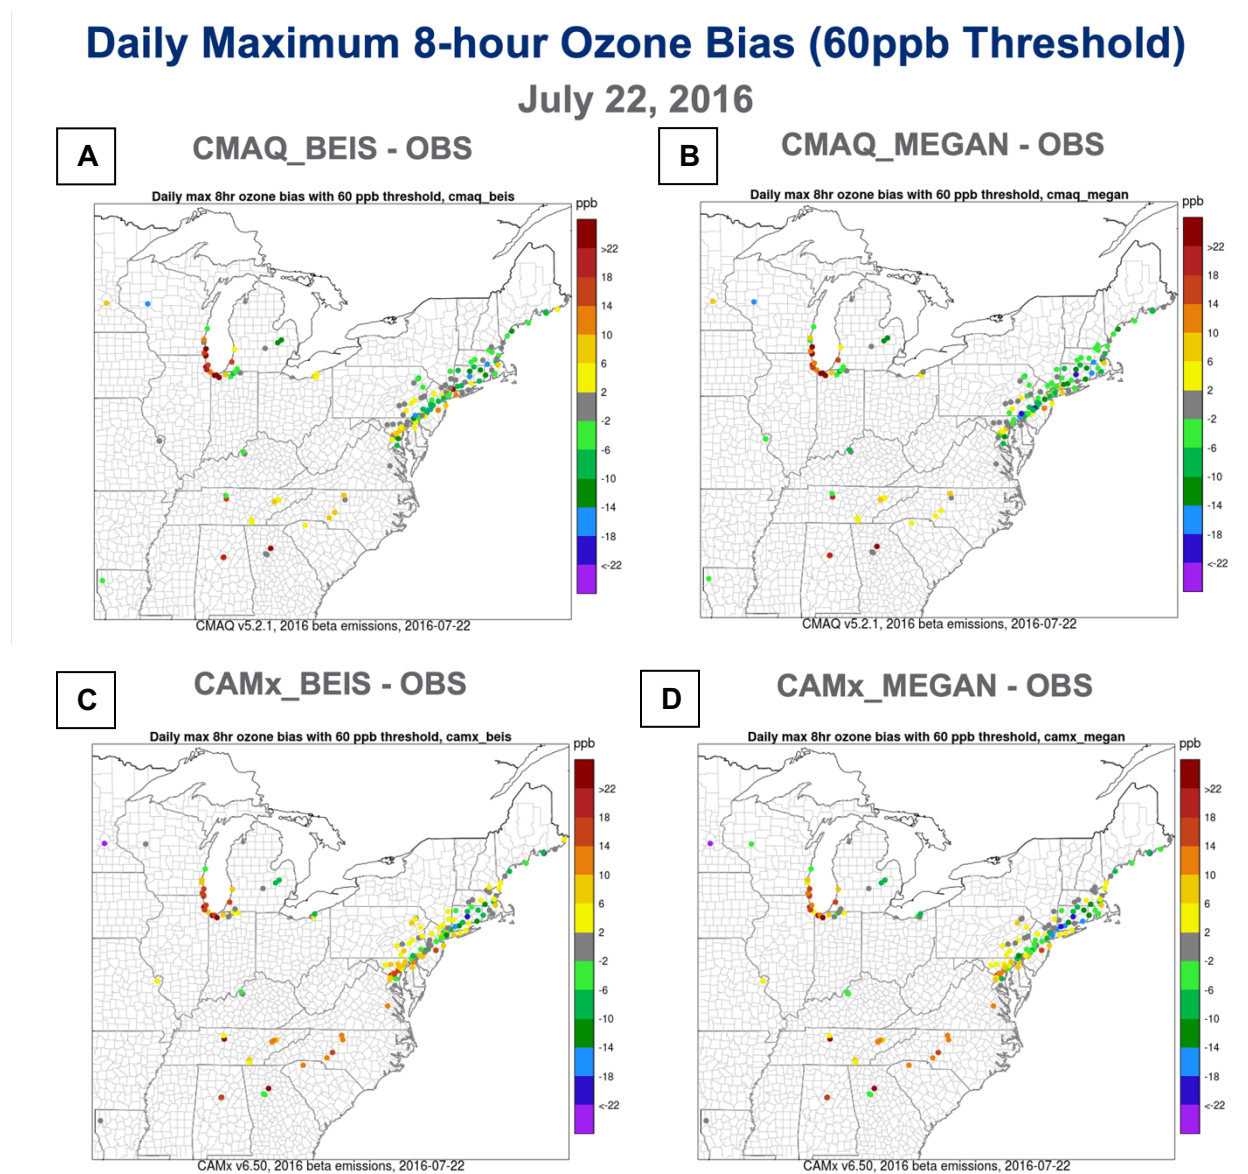 Daily Maximum 8-hour Ozone Bias (60ppb Threshold)
July 22, 2016
A
CMAQ_BEIS - OBS
Daily max 8hr ozone bias with 60 ppb threshold, cmaq_beis
ppb
>22
18
14
10
6
2
-2
-6
-10
-14
-18
<-22
CMAQ v5.2.1, 2016 beta emissions, 2016-07-22
B
CMAQ_MEGAN - OBS
Daily max 8hr ozone bias with 60 ppb threshold, cmaq_megan
ppb
>22
18
14
10
6
2
-2
-6
-10
-14
-18
<-22
CMAQ v5.2.1, 2016 beta emissions, 2016-07-22
C
CAMx_BEIS - OBS
Daily max 8hr ozone bias with 60 ppb threshold, camx_beis
ppb
>22
18
14
10
6
2
-2
-6
-10
-14
-18
<-22
CAMx v6.50, 2016 beta emissions, 2016-07-22
D
CAMx_MEGAN - OBS
Daily max 8hr ozone bias with 60 ppb threshold, camx_megan
ppb
>22
18
14
10
6
2
-2
-6
-10
-14
-18
<-22
CAMx v6.50, 2016 beta emissions, 2016-07-22